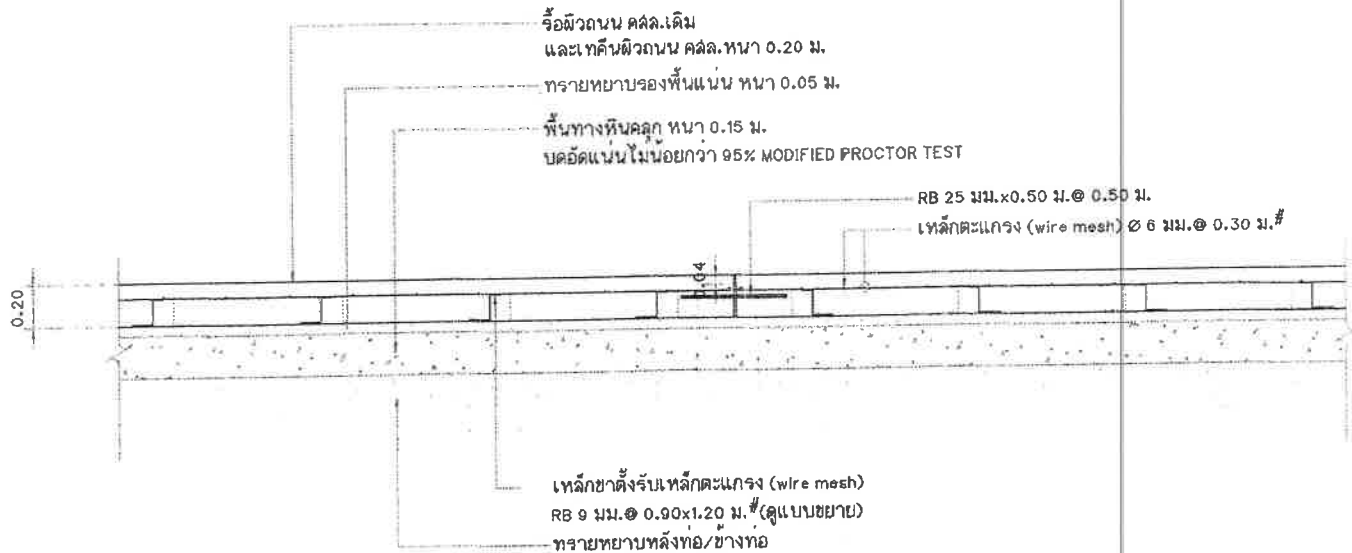 รื้อผิวถนน คสล.เดิม
และเทคืนผิวถนน คสล.หนา 0.20 ม.
ทรายหยาบรองพื้นแน่น หนา 0.05 ม.
พื้นทางหินคลุก หนา 0.15 ม.
บดอัดแน่นไม่น้อยกว่า 95% MODIFIED PROCTOR TEST
RB 25 มม.x0.50 ม.@ 0.50 ม.
เหล็กตะแกรง (wire mesh) Ø 6 มม.@ 0.30 ม.#
0.04
0.20
เหล็กขาตั้งรับเหล็กตะแกรง (wire mesh)
RB 9 มม.@ 0.90x1.20 ม.#(ดูแบบขยาย)
ทรายหยาบหลังท่อ/ข้างท่อ